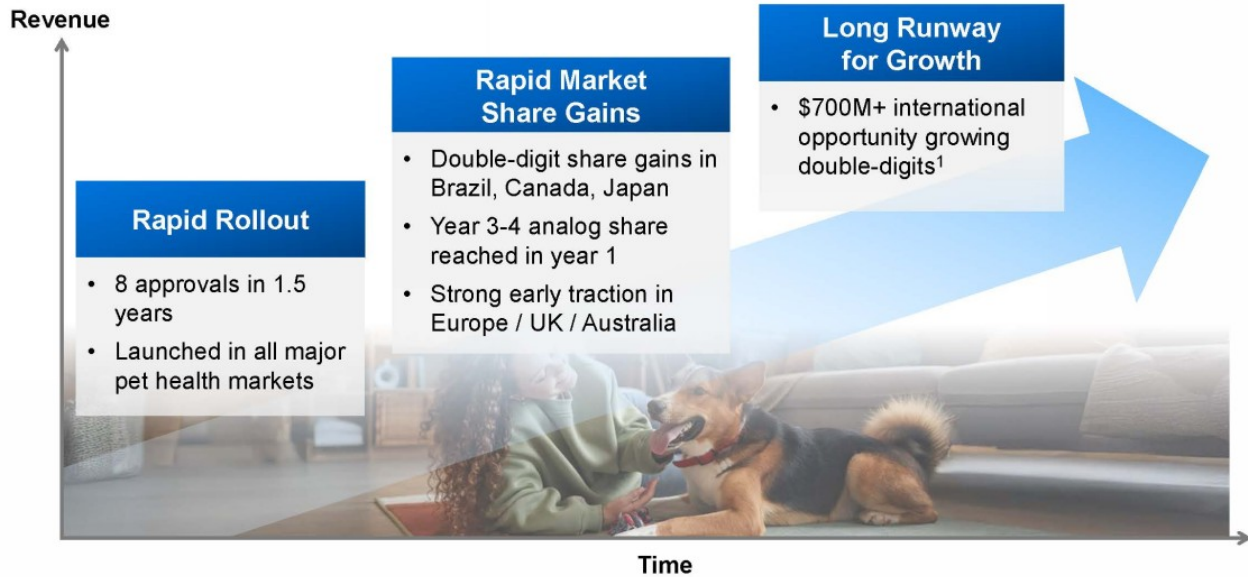 Revenue
Rapid Rollout
• 8 approvals in 1.5
years
• Launched in all major
pet health markets
Rapid Market
Share Gains
• Double-digit share gains in
Brazil, Canada, Japan
• Year 3-4 analog share
reached in year 1
• Strong early traction in
Europe / UK / Australia
Long Runway
for Growth
• $700M+ international
opportunity growing
double-digits¹
Time